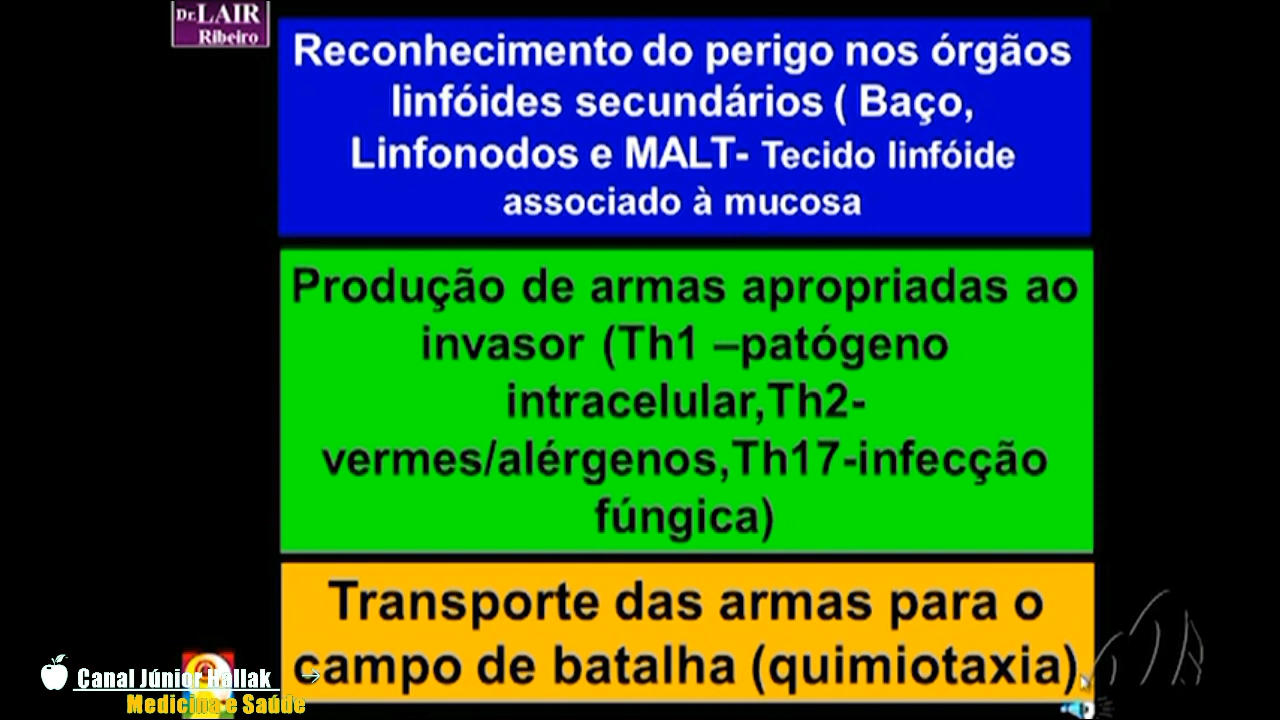 Dr. LAIR
Ribeiro
Reconhecimento do perigo nos órgãos
linfóides secundários ( Baço,
Linfonodos e MALT- Tecido linfóide
associado à mucosa
Produção de armas apropriadas ao
invasor (Th1 –patógeno
intracelular,Th2-
vermes/alérgenos,Th17-infecção
fúngica)
Transporte das armas para o
campo de batalha (quimiotaxia)
Canal Júnior Hallak
Medicina e Saúde